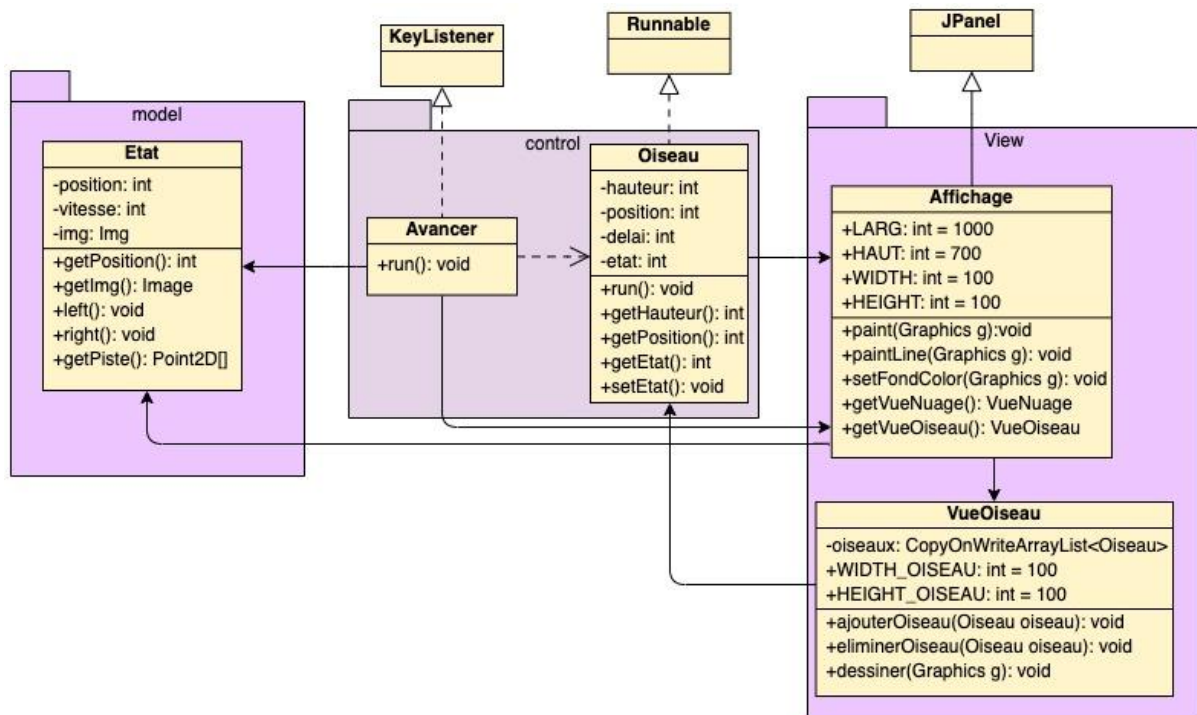 KeyListener
Runnable
JPanel
model
Etat
-position: int
-vitesse: int
-img: Img
+getPosition(): int
+getImg(): Image
+left(): void
+right(): void
+getPiste(): Point2D[]
control
Avancer
+run(): void
Oiseau
-hauteur: int
-position: int
-delai: int
-etat: int
+run(): void
+getHauteur(): int
+getPosition(): int
+getEtat(): int
+setEtat(): void
View
Affichage
+LARG: int = 1000
+HAUT: int = 700
+WIDTH: int = 100
+HEIGHT: int = 100
+paint(Graphics g):void
+paintLine(Graphics g): void
+setFondColor(Graphics g): void
+getVueNuage(): VueNuage
+getVueOiseau(): VueOiseau
VueOiseau
-oiseaux: CopyOnWriteArrayList<Oiseau>
+WIDTH_OISEAU: int = 100
+HEIGHT_OISEAU: int = 100
+ajouterOiseau(Oiseau oiseau): void
+eliminerOiseau(Oiseau oiseau): void
+dessiner(Graphics g): void